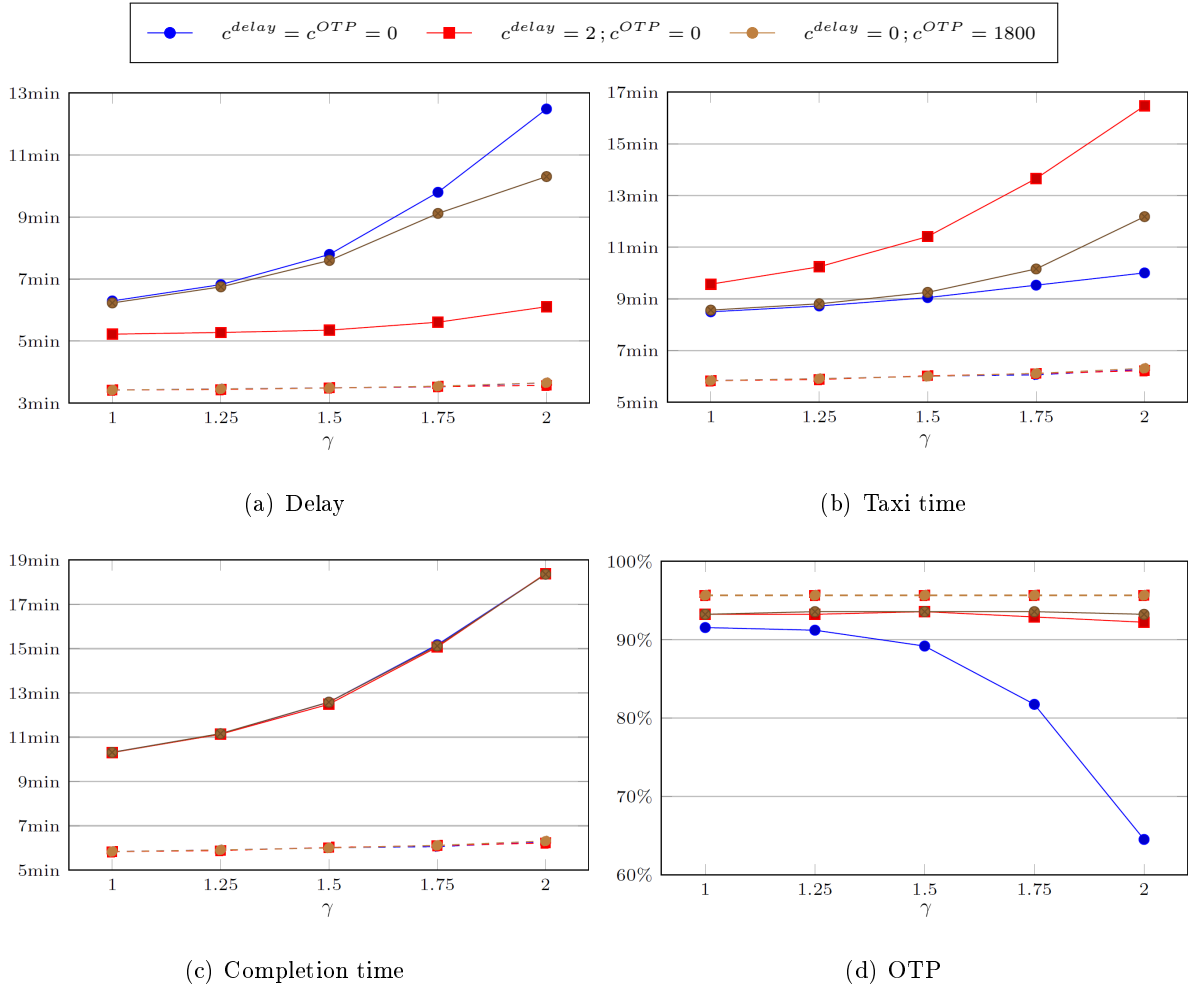 c^{delay} = c^{OTP} = 0    c^{delay} = 2 ; c^{OTP} = 0    c^{delay} = 0 ; c^{OTP} = 1800
13min
11min
9min
7min
5min
3min
1 1.25 1.5 1.75 2
γ
(a) Delay
17min
15min
13min
11min
9min
7min
5min
1 1.25 1.5 1.75 2
γ
(b) Taxi time
19min
17min
15min
13min
11min
9min
7min
5min
1 1.25 1.5 1.75 2
γ
(c) Completion time
100%
90%
80%
70%
60%
1 1.25 1.5 1.75 2
γ
(d) OTP